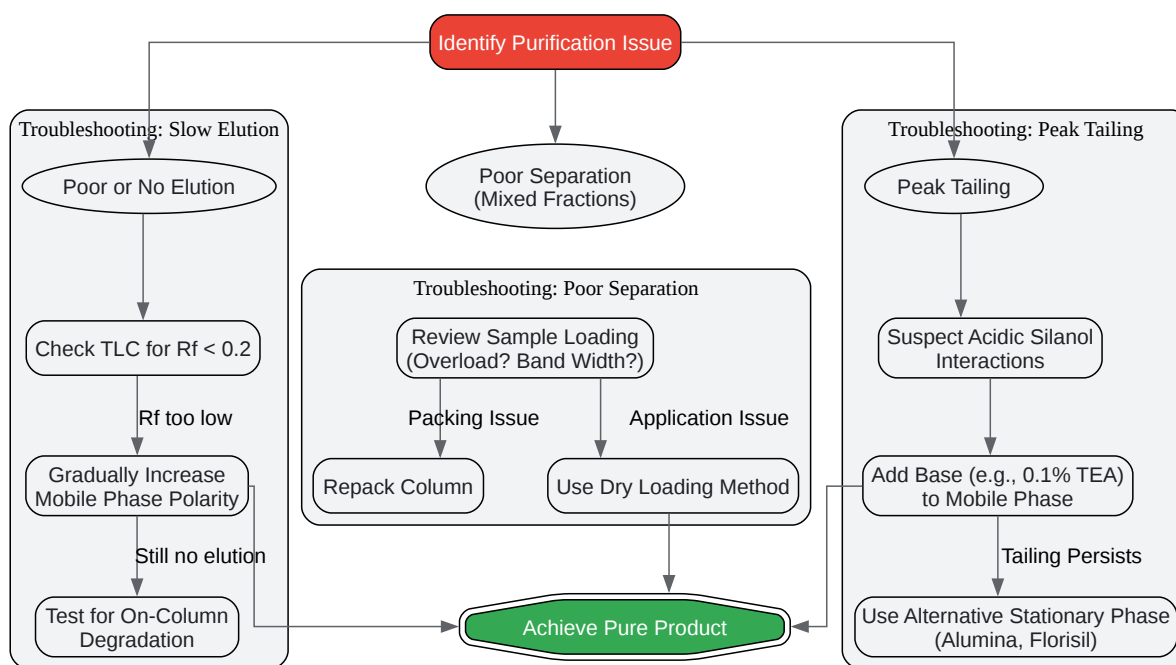 Identify Purification Issue
Troubleshooting: Slow Elution
Poor or No Elution
Check TLC for Rf < 0.2
Rf too low
Gradually Increase
Mobile Phase Polarity
Still no elution
Test for On-Column
Degradation
Poor Separation
(Mixed Fractions)
Troubleshooting: Poor Separation
Review Sample Loading
(Overload? Band Width?)
Packing Issue
Application Issue
Repack Column
Use Dry Loading Method
Achieve Pure Product
Troubleshooting: Peak Tailing
Peak Tailing
Suspect Acidic Silanol
Interactions
Add Base (e.g., 0.1% TEA)
to Mobile Phase
Tailing Persists
Use Alternative Stationary Phase
(Alumina, Florisil)